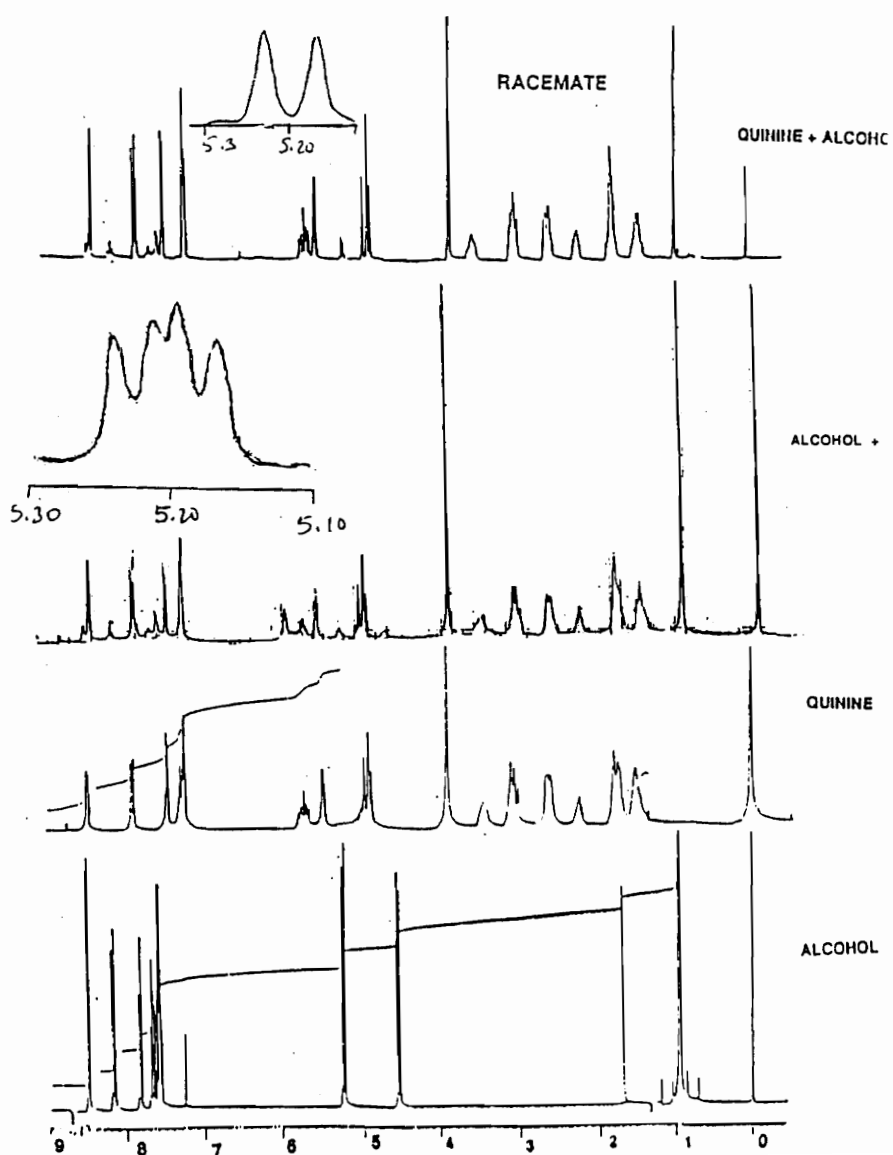 RACEMATE
QUININE + ALCOHO
5.3 5.20
ALCOHOL +
5.30 5.20 5.10
QUININE
ALCOHOL
9 8 7 6 5 4 3 2 1 0